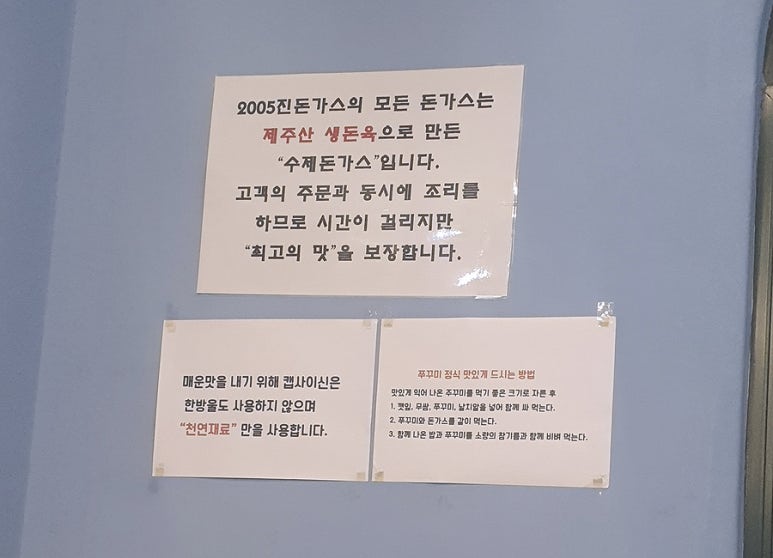 2005진돈가스의 모든 돈가스는
제주산 생돈육으로 만든
“수제돈가스”입니다.
고객의 주문과 동시에 조리를
하므로 시간이 걸리지만
“최고의 맛”을 보장합니다.
매운맛을 내기 위해 캡사이신은
한방울도 사용하지 않으며
“천연재료” 만을 사용합니다.
쭈꾸미 정식 맛있게 드시는 방법
맛있게 익어 나온 쭈꾸미를 먹기 좋은 크기로 자른 후
1. 깻잎, 무쌈, 쭈꾸미, 날치알을 넣어 함께 싸 먹는다.
2. 쭈꾸미와 돈가스를 같이 먹는다.
3. 함께 나온 밥과 쭈꾸미를 소량의 참기름과 함께 비벼 먹는다.